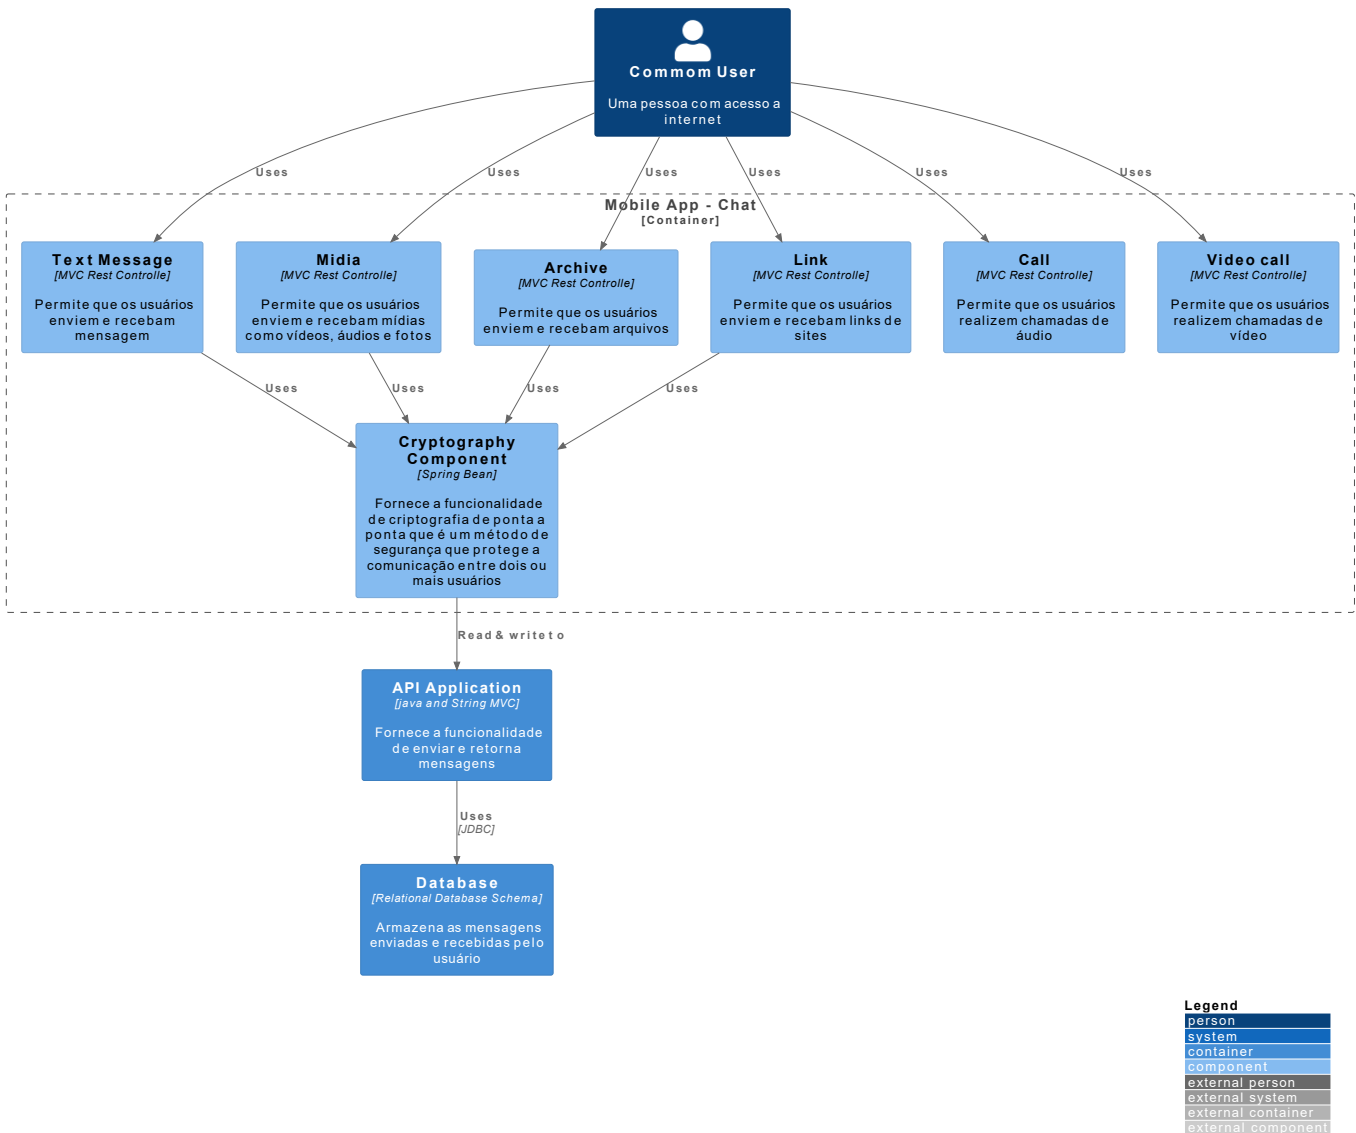 Commom User
Uma pessoa com acesso a
internet
Uses
Uses
Uses
Uses
Uses
Uses
Mobile App - Chat
[Container]
Text Message
[MVC Rest Controlle]
Permite que os usuários
enviem e recebam
mensagem
Midia
[MVC Rest Controlle]
Permite que os usuários
enviem e recebam mídias
como vídeos, áudios e fotos
Archive
[MVC Rest Controlle]
Permite que os usuários
enviem e recebam arquivos
Link
[MVC Rest Controlle]
Permite que os usuários
enviem e recebam links de
sites
Call
[MVC Rest Controlle]
Permite que os usuários
realizem chamadas de
áudio
Video call
[MVC Rest Controlle]
Permite que os usuários
realizem chamadas de
vídeo
Uses
Uses
Uses
Uses
Cryptography
Component
[Spring Bean]
Fornece a funcionalidade
de criptografia de ponta a
ponta que é um método de
segurança que protege a
comunicação entre dois ou
mais usuários
Read & write to
API Application
[java and String MVC]
Fornece a funcionalidade
de enviar e retorna
mensagens
Uses
[JDBC]
Database
[Relational Database Schema]
Armazena as mensagens
enviadas e recebidas pelo
usuário
Legend
person
system
container
component
external person
external system
external container
external component